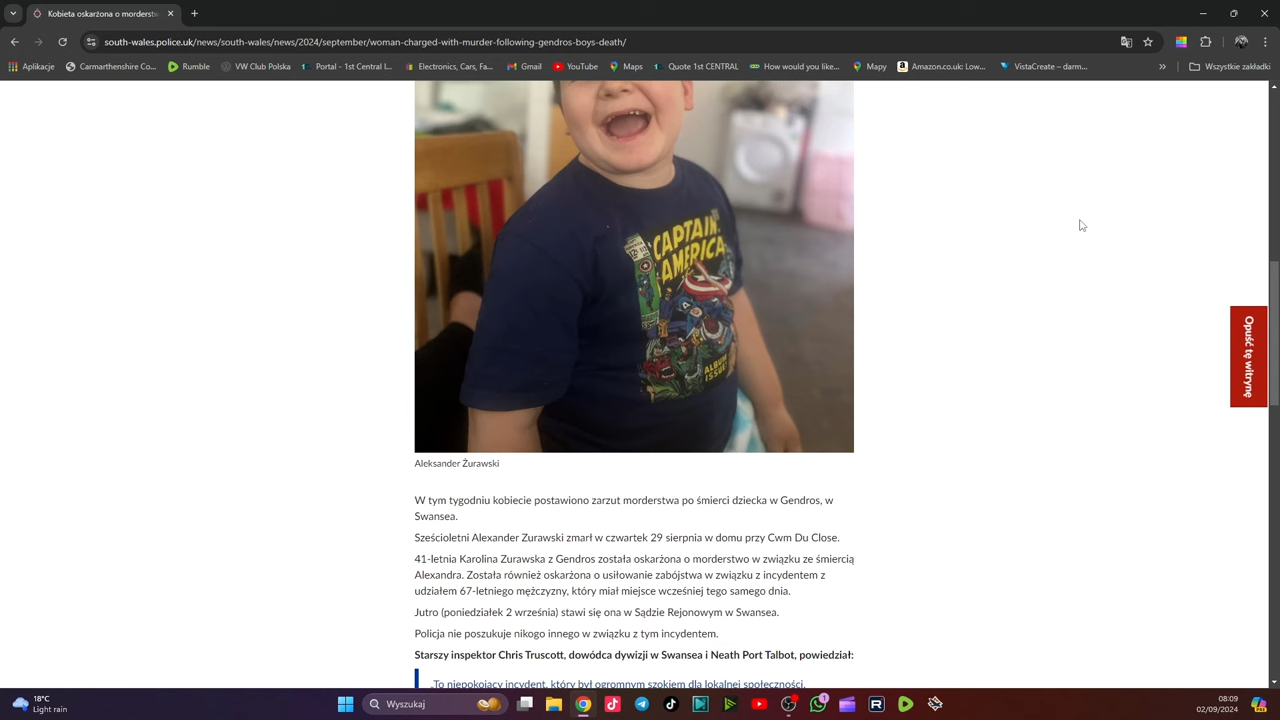 Kobieta oskarżona o morderstw
south-wales.police.uk/news/south-wales/news/2024/september/woman-charged-with-murder-following-gendros-boys-death/
Aplikacje Carmarthenshire Co... Rumble VW Club Polska Portal - 1st Central I... Electronics, Cars, Fa... Gmail YouTube Maps Quote 1st CENTRAL How would you like... Mapy Amazon.co.uk: Low... VistaCreate – darm... » Wszystkie zakładki
CAPTAIN
AMERICA
ALBUM
ISSUE!
Opuść tę witrynę
Aleksander Żurawski
W tym tygodniu kobiecie postawiono zarzut morderstwa po śmierci dziecka w Gendros, w
Swansea.
Sześcioletni Alexander Zurawski zmarł w czwartek 29 sierpnia w domu przy Cwm Du Close.
41-letnia Karolina Zurawska z Gendros została oskarżona o morderstwo w związku ze śmiercią
Alexandra. Została również oskarżona o usiłowanie zabójstwa w związku z incydentem z
udziałem 67-letniego mężczyzny, który miał miejsce wcześniej tego samego dnia.
Jutro (poniedziałek 2 września) stawi się ona w Sądzie Rejonowym w Swansea.
Policja nie poszukuje nikogo innego w związku z tym incydentem.
Starszy inspektor Chris Truscott, dowódca dywizji w Swansea i Neath Port Talbot, powiedział:
„To niepokojący incydent, który był ogromnym szokiem dla lokalnej społeczności.
18°C
Light rain
Wyszukaj
1
08:09
02/09/2024